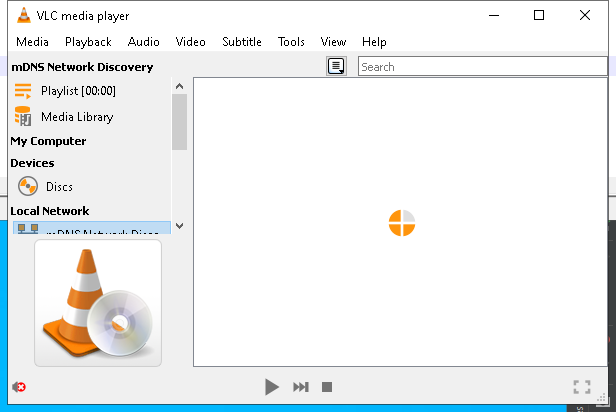 VLC media player
Media Playback Audio Video Subtitle Tools View Help
mDNS Network Discovery
Search
Playlist [00:00]
Media Library
My Computer
Devices
Discs
Local Network
mDNS Network Disco